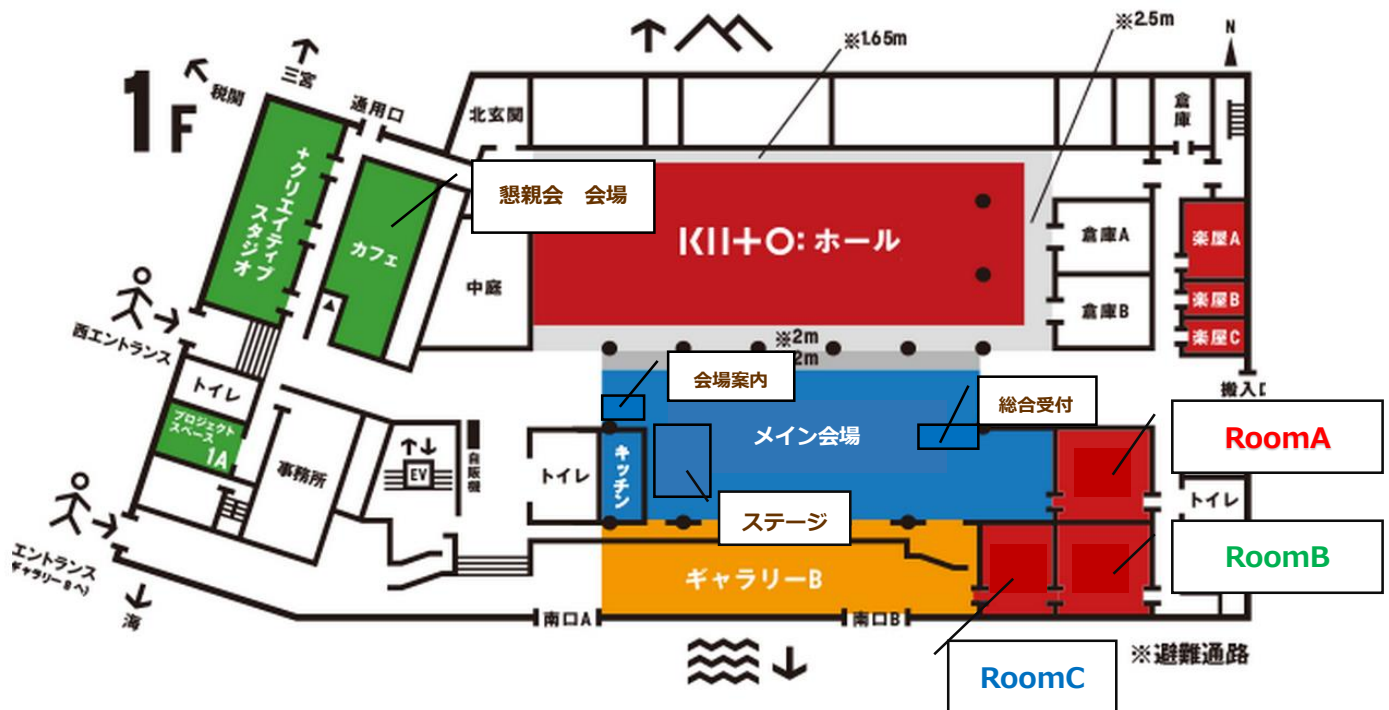 ※1.65m
※2.5m
N
1F
税関
三宮
通用口
北玄関
倉庫
+クリエイティブ
スタジオ
カフェ
懇親会 会場
KIITO:ホール
中庭
倉庫A
倉庫B
楽屋A
楽屋B
楽屋C
※2m
2m
西エントランス
トイレ
プロジェクト
スペース
1A
事務所
EV
自販機
トイレ
キッチン
会場案内
メイン会場
総合受付
搬入口
RoomA
トイレ
ステージ
RoomB
ギャラリーB
エントランス
ギャラリーBへ)
海
南口A
南口B
RoomC
※避難通路